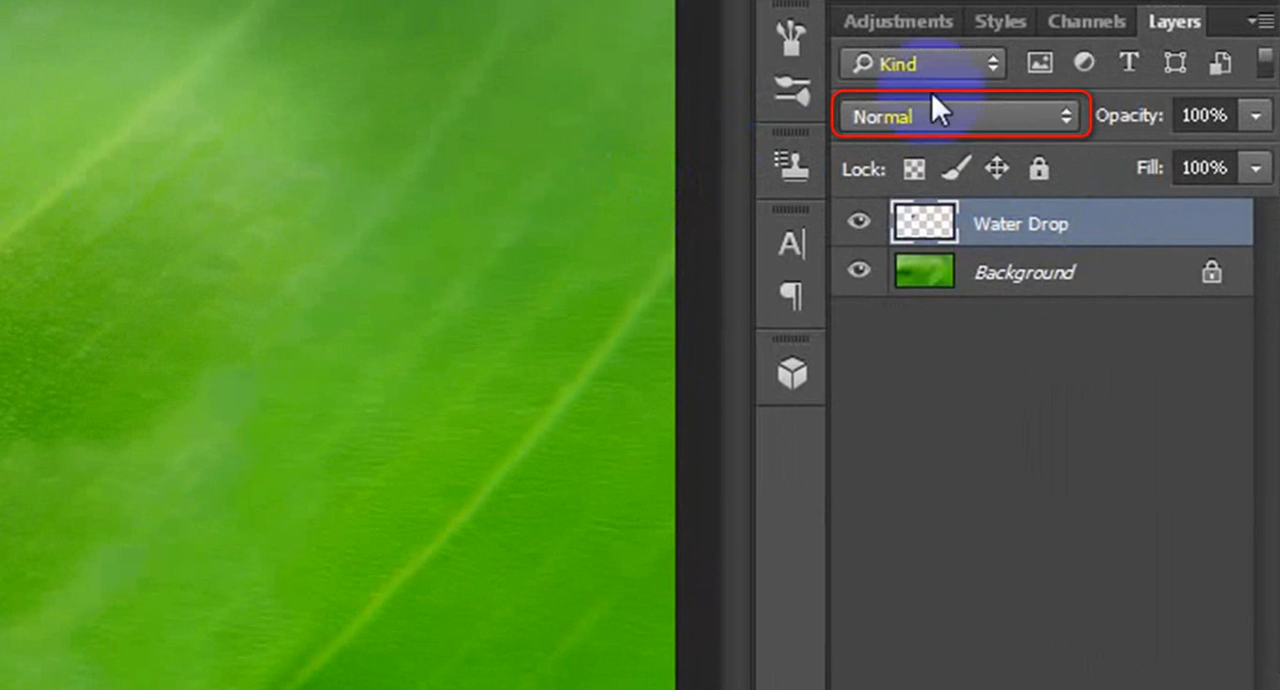 Adjustments Styles Channels Layers
Kind T
Normal Opacity: 100%
Lock: Fill: 100%
A|
Water Drop
¶
Background